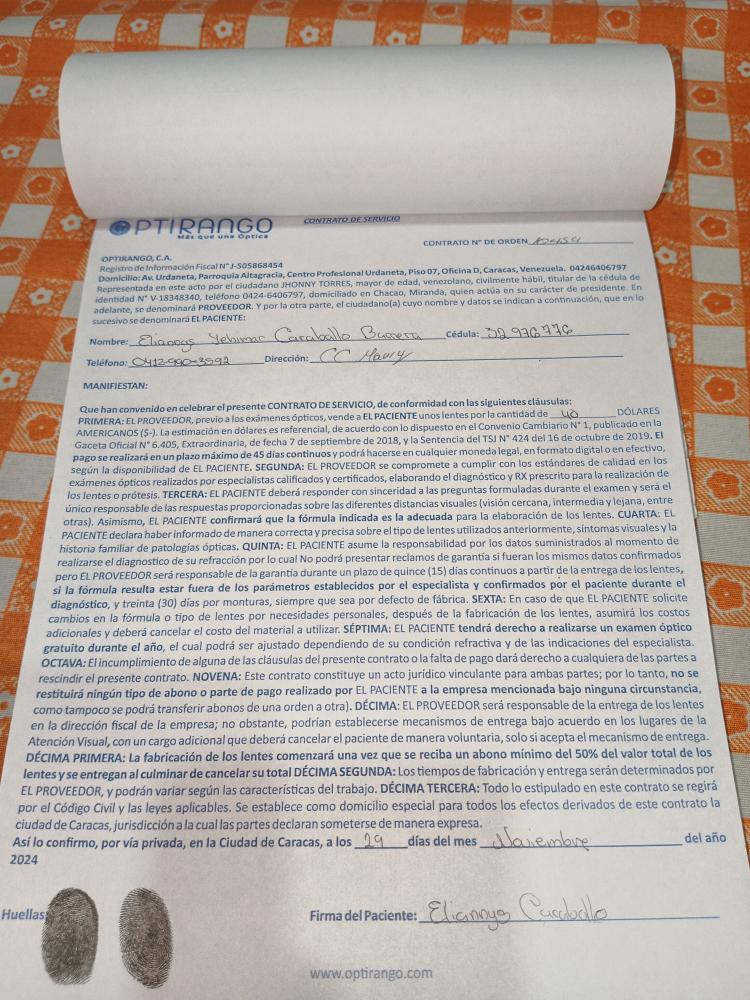 OPTIRANGO
Más que una Óptica
CONTRATO DE SERVICIO
CONTRATO N° DE ORDEN
OPTIRANGO, C.A.
Registro de Información Fiscal N° J-505868454
Domicilio: Av. Urdaneta, Parroquia Altagracia, Centro Profesional Urdaneta, Piso 07, Oficina D, Caracas, Venezuela. 04246406797
Representada en este acto por el ciudadano JHONNY TORRES, mayor de edad, venezolano, civilmente hábil, titular de la cédula de
identidad N° V-18348340, teléfono 0424-6406797, domiciliado en Chacao, Miranda, quien actúa en su carácter de presidente. En
adelante, se denominará PROVEEDOR. Y por la otra parte, el ciudadano(a) cuyo nombre y datos se indican a continuación, que en lo
sucesivo se denominará EL PACIENTE:
Nombre: Eliannys Yebimar Caraballo Cédula: 32 976 776
Teléfono: 0412-990-3992 Dirección: CC Maury
MANIFIESTAN:
Que han convenido en celebrar el presente CONTRATO DE SERVICIO, de conformidad con las siguientes cláusulas:
PRIMERA: EL PROVEEDOR, previo a los exámenes ópticos, vende a EL PACIENTE unos lentes por la cantidad de 40 DÓLARES
AMERICANOS ($-). La estimación en dólares es referencial, de acuerdo con lo dispuesto en el Convenio Cambiario N° 1, publicado en la
Gaceta Oficial N° 6.405, Extraordinaria, de fecha 7 de septiembre de 2018, y la Sentencia del TSJ N° 424 del 16 de octubre de 2019. El
pago se realizará en un plazo máximo de 45 días continuos y podrá hacerse en cualquier moneda legal, en formato digital o en efectivo,
según la disponibilidad de EL PACIENTE. SEGUNDA: EL PROVEEDOR se compromete a cumplir con los estándares de calidad en los
exámenes ópticos realizados por especialistas calificados y certificados, elaborando el diagnóstico y RX prescrito para la realización de
los lentes o prótesis. TERCERA: EL PACIENTE deberá responder con sinceridad a las preguntas formuladas durante el examen y será el
único responsable de las respuestas proporcionadas sobre las diferentes distancias visuales (visión cercana, intermedia y lejana, entre
otras). Asimismo, EL PACIENTE confirmará que la fórmula indicada es la adecuada para la elaboración de los lentes. CUARTA: EL
PACIENTE declara haber informado de manera correcta y precisa sobre el tipo de lentes utilizados anteriormente, síntomas visuales y la
historia familiar de patologías ópticas. QUINTA: EL PACIENTE asume la responsabilidad por los datos suministrados al momento de
realizarse el diagnostico de su refracción por lo cual No podrá presentar reclamos de garantía si fueran los mismos datos confirmados
pero EL PROVEEDOR será responsable de la garantía durante un plazo de quince (15) días continuos a partir de la entrega de los lentes,
si la fórmula resulta estar fuera de los parámetros establecidos por el especialista y confirmados por el paciente durante el
diagnóstico, y treinta (30) días por monturas, siempre que sea por defecto de fábrica. SEXTA: En caso de que EL PACIENTE solicite
cambios en la fórmula o tipo de lentes por necesidades personales, después de la fabricación de los lentes, asumirá los costos
adicionales y deberá cancelar el costo del material a utilizar. SÉPTIMA: EL PACIENTE tendrá derecho a realizarse un examen óptico
gratuito durante el año, el cual podrá ser ajustado dependiendo de su condición refractiva y de las indicaciones del especialista.
OCTAVA: El incumplimiento de alguna de las cláusulas del presente contrato o la falta de pago dará derecho a cualquiera de las partes a
rescindir el presente contrato. NOVENA: Este contrato constituye un acto jurídico vinculante para ambas partes; por lo tanto, no se
restituirá ningún tipo de abono o parte de pago realizado por EL PACIENTE a la empresa mencionada bajo ninguna circunstancia,
como tampoco se podrá transferir abonos de una orden a otra). DÉCIMA: EL PROVEEDOR será responsable de la entrega de los lentes
en la dirección fiscal de la empresa; no obstante, podrían establecerse mecanismos de entrega bajo acuerdo en los lugares de la
Atención Visual, con un cargo adicional que deberá cancelar el paciente de manera voluntaria, solo si acepta el mecanismo de entrega.
DÉCIMA PRIMERA: La fabricación de los lentes comenzará una vez que se reciba un abono mínimo del 50% del valor total de los
lentes y se entregan al culminar de cancelar su total DÉCIMA SEGUNDA: Los tiempos de fabricación y entrega serán determinados por
EL PROVEEDOR, y podrán variar según las características del trabajo. DÉCIMA TERCERA: Todo lo estipulado en este contrato se regirá
por el Código Civil y las leyes aplicables. Se establece como domicilio especial para todos los efectos derivados de este contrato la
ciudad de Caracas, jurisdicción a la cual las partes declaran someterse de manera expresa.
Así lo confirmo, por vía privada, en la Ciudad de Caracas, a los 29 días del mes Noviembre del año
2024
Huellas:
Firma del Paciente: Eliannys Caraballo
www.optirango.com